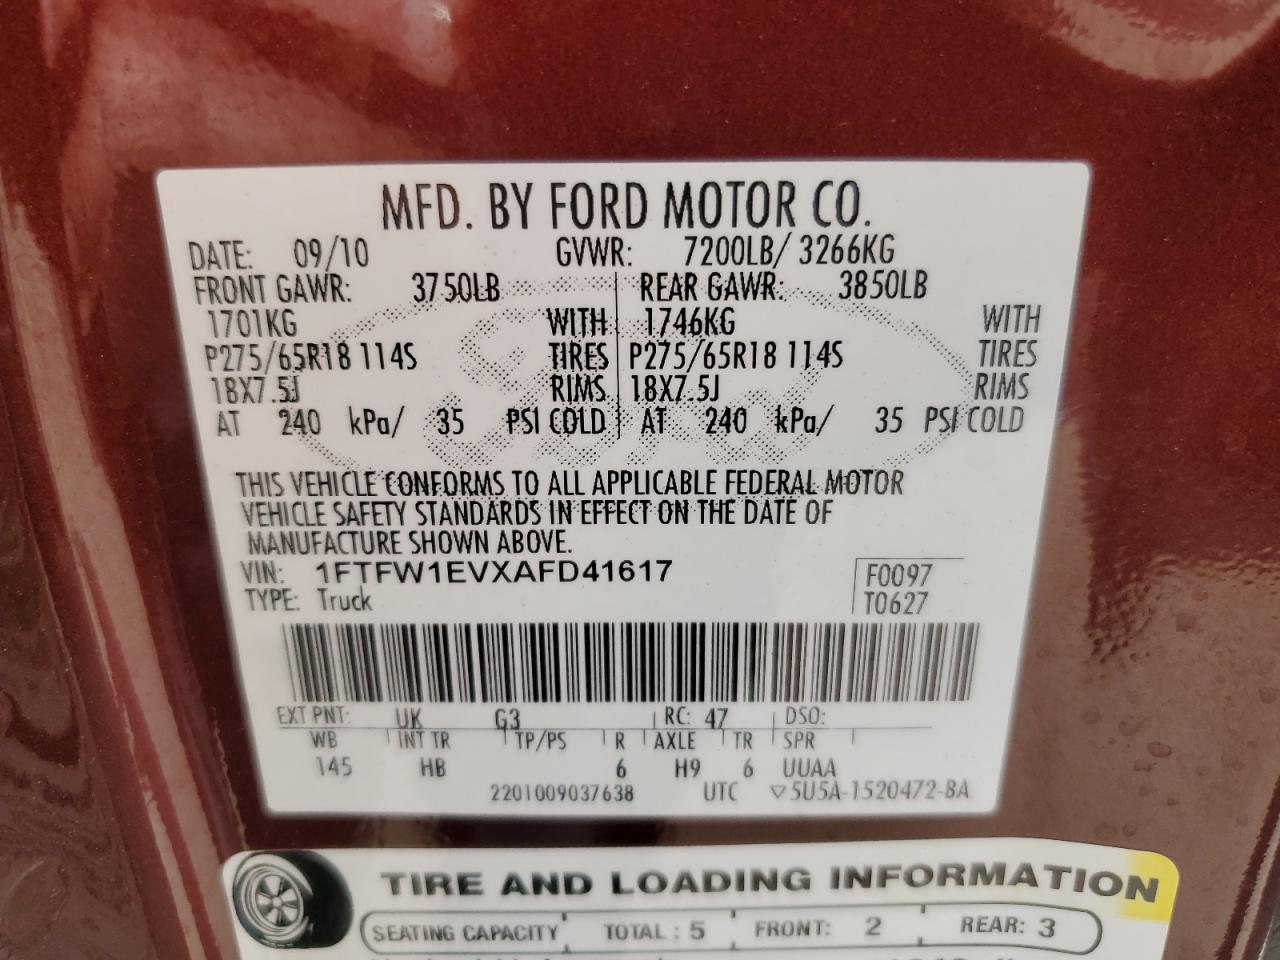 MFD. BY FORD MOTOR CO.
DATE: 09/10 GVWR: 7200LB/ 3266KG
FRONT GAWR: 3750LB REAR GAWR: 3850LB
1701KG WITH 1746KG WITH
P275/65R18 114S TIRES P275/65R18 114S TIRES
18X7.5J RIMS 18X7.5J RIMS
AT 240 kPa/ 35 PSI COLD AT 240 kPa/ 35 PSI COLD
THIS VEHICLE CONFORMS TO ALL APPLICABLE FEDERAL MOTOR
VEHICLE SAFETY STANDARDS IN EFFECT ON THE DATE OF
MANUFACTURE SHOWN ABOVE.
VIN: 1FTFW1EVXAFD41617 F0097
TYPE: Truck T0627
EXT PNT: UK G3 RC: 47 DSO:
WB INT TR TP/PS R AXLE TR SPR
145 HB 6 H9 6 UUAA
2201009037638 UTC ▽5U5A-1520472-BA
TIRE AND LOADING INFORMATION
SEATING CAPACITY TOTAL : 5 FRONT: 2 REAR: 3